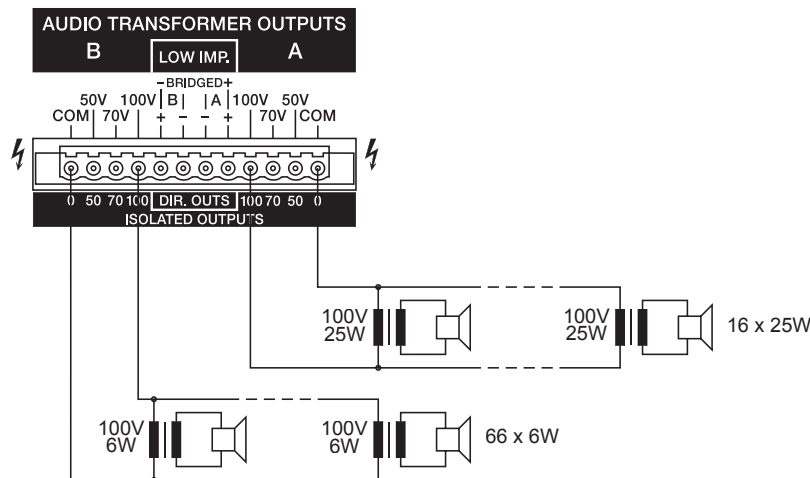 AUDIO TRANSFORMER OUTPUTS
B LOW IMP. A
- BRIDGED +
50V 100V B A 100V 50V
COM 70V + - - + 70V COM
0 50 70 100 DIR. OUTS 100 70 50 0
ISOLATED OUTPUTS
100V 100V
25W 25W 16 x 25W
100V 100V
6W 6W 66 x 6W